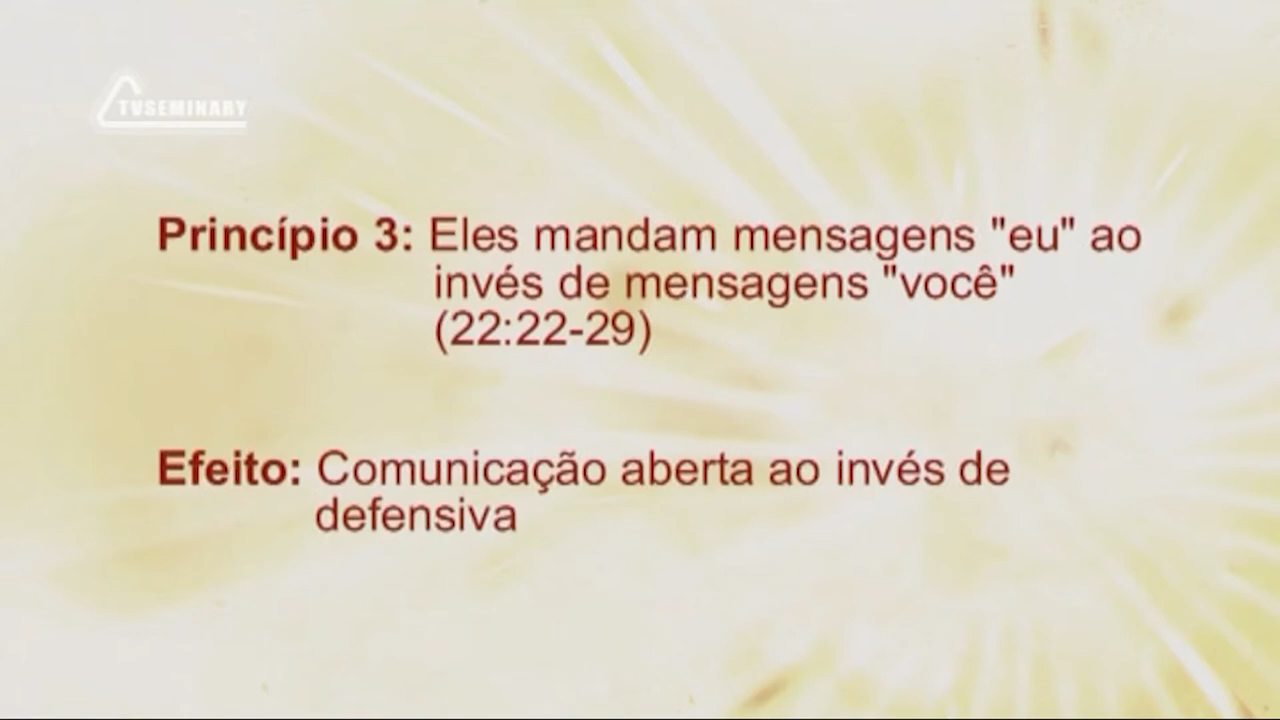 TVSEMINARY
Princípio 3: Eles mandam mensagens "eu" ao
invés de mensagens "você"
(22:22-29)
Efeito: Comunicação aberta ao invés de
defensiva